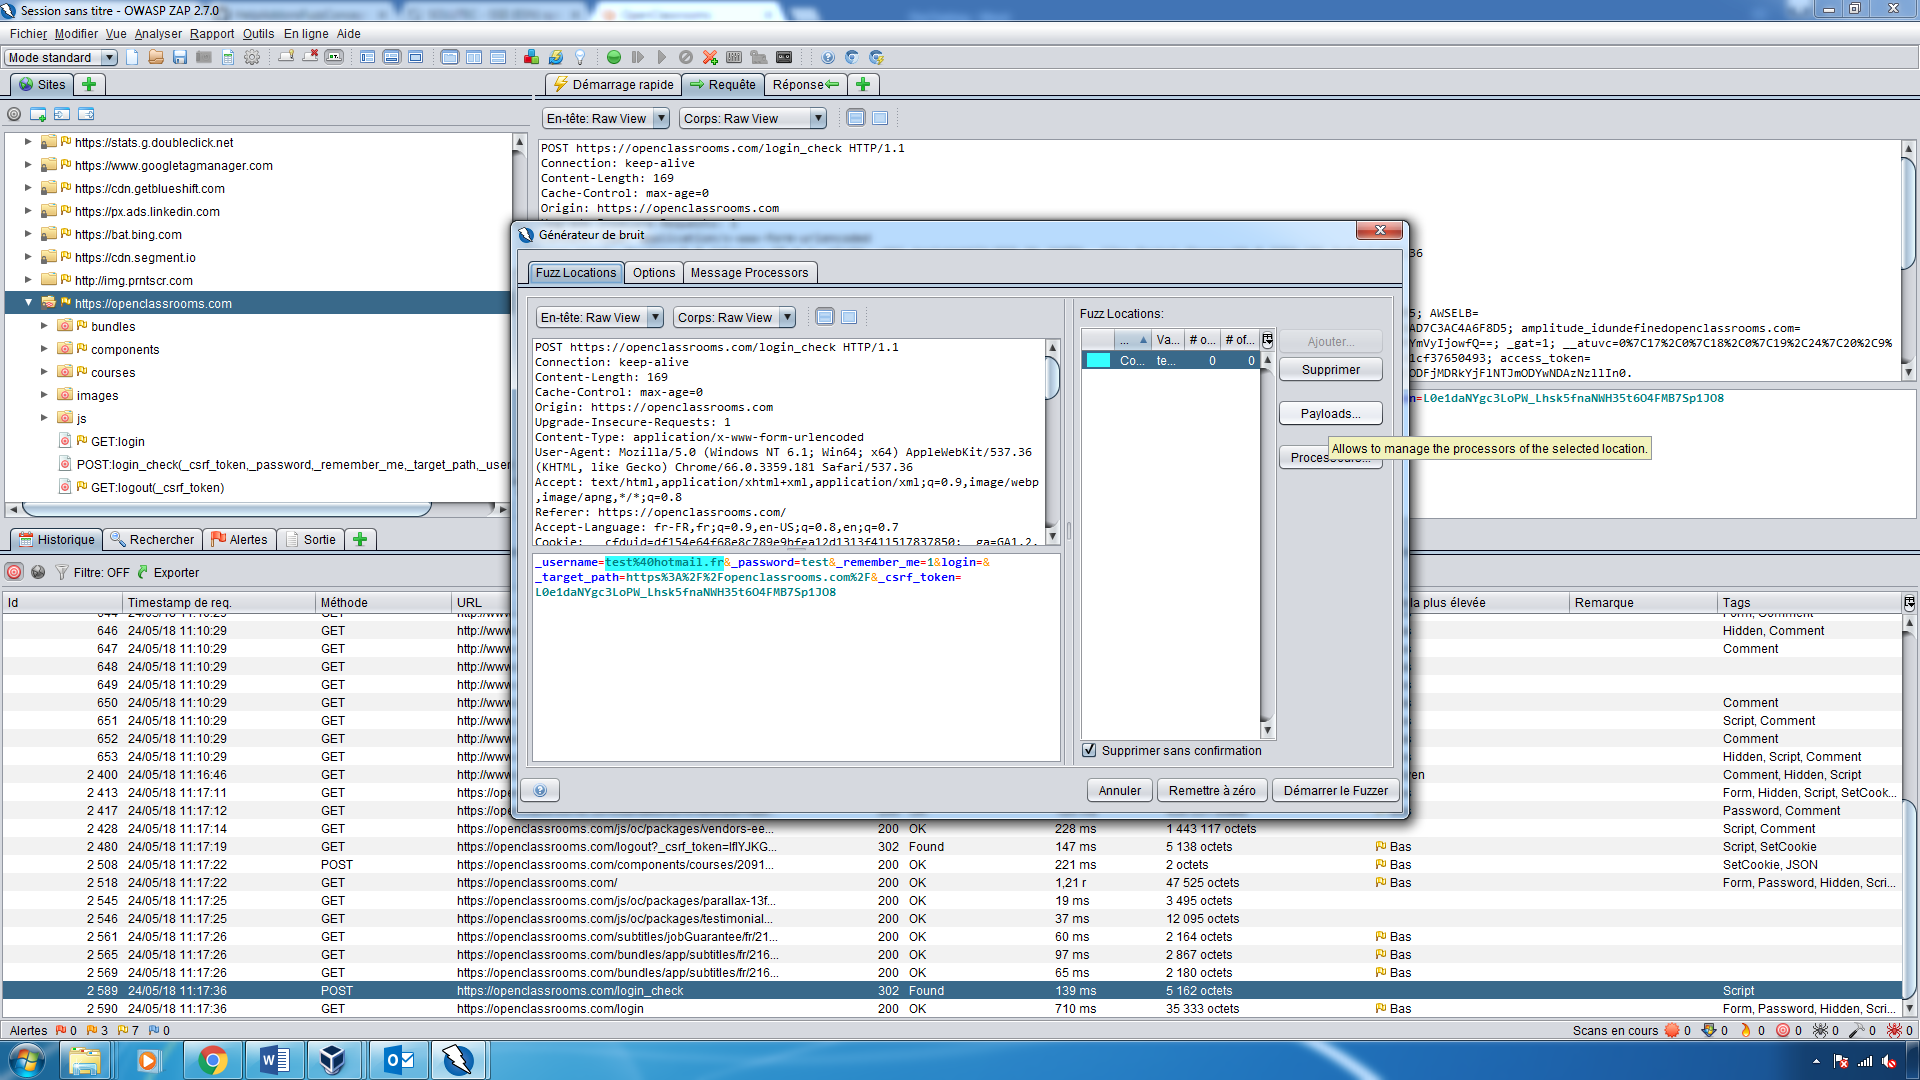 Session sans titre - OWASP ZAP 2.7.0
Fichier Modifier Vue Analyser Rapport Outils En ligne Aide
Mode standard
Sites
Démarrage rapide Requête Réponse
En-tête: Raw View Corps: Raw View
https://stats.g.doubleclick.net
https://www.googletagmanager.com
https://cdn.getblueshift.com
https://px.ads.linkedin.com
https://bat.bing.com
https://cdn.segment.io
http://img.prntscr.com
https://openclassrooms.com
bundles
components
courses
images
js
GET:login
POST:login_check(_csrf_token,_password,_remember_me,_target_path,_user
GET:logout(_csrf_token)
POST https://openclassrooms.com/login_check HTTP/1.1
Connection: keep-alive
Content-Length: 169
Cache-Control: max-age=0
Origin: https://openclassrooms.com
36
5; AWSELB=
AD7C3AC4A6F8D5; amplitude_idundefinedopenclassrooms.com=
YmVyIjowfQ==; _gat=1; __atuvc=0%7C17%2C0%7C18%2C0%7C19%2C24%7C20%2C9%
1cf37650493; access_token=
ODFjMDRkYjFlNTJmODYwNDAzNzllIn0.
n=L0e1daNYgc3LoPW_Lhsk5fnaNWH35t6O4FMB7Sp1JO8
Générateur de bruit
Fuzz Locations Options Message Processors
En-tête: Raw View Corps: Raw View
POST https://openclassrooms.com/login_check HTTP/1.1
Connection: keep-alive
Content-Length: 169
Cache-Control: max-age=0
Origin: https://openclassrooms.com
Upgrade-Insecure-Requests: 1
Content-Type: application/x-www-form-urlencoded
User-Agent: Mozilla/5.0 (Windows NT 6.1; Win64; x64) AppleWebKit/537.36
(KHTML, like Gecko) Chrome/66.0.3359.181 Safari/537.36
Accept: text/html,application/xhtml+xml,application/xml;q=0.9,image/webp
,image/apng,*/*;q=0.8
Referer: https://openclassrooms.com/
Accept-Language: fr-FR,fr;q=0.9,en-US;q=0.8,en;q=0.7
Cookie: __cfduid=df154e64f68e8c789e9bfea12d1313f411517837850; _ga=GA1.2.
_username=test%40hotmail.fr&_password=test&_remember_me=1&login=&
_target_path=https%3A%2F%2Fopenclassrooms.com%2F&_csrf_token=
L0e1daNYgc3LoPW_Lhsk5fnaNWH35t6O4FMB7Sp1JO8
Fuzz Locations:
... Va... # o... # of...
Co... te... 0 0
Ajouter...
Supprimer
Payloads...
Allows to manage the processors of the selected location.
Supprimer sans confirmation
Annuler Remettre à zéro Démarrer le Fuzzer
Historique Rechercher Alertes Sortie
Filtre: OFF Exporter
Id Timestamp de req. Méthode URL la plus élevée Remarque Tags
646 24/05/18 11:10:29 GET http://www Hidden, Comment
647 24/05/18 11:10:29 GET http://www Comment
648 24/05/18 11:10:29 GET http://www
649 24/05/18 11:10:29 GET http://www
650 24/05/18 11:10:29 GET http://www Comment
651 24/05/18 11:10:29 GET http://www Script, Comment
652 24/05/18 11:10:29 GET http://www Comment
653 24/05/18 11:10:29 GET http://www Hidden, Script, Comment
2 400 24/05/18 11:16:46 GET http://www en Comment, Hidden, Script
2 413 24/05/18 11:17:11 GET https://op Form, Hidden, Script, SetCook...
2 417 24/05/18 11:17:12 GET https://op Password, Comment
2 428 24/05/18 11:17:14 GET https://openclassrooms.com/js/oc/packages/vendors-ee... 200 OK 228 ms 1 443 117 octets Script, Comment
2 480 24/05/18 11:17:19 GET https://openclassrooms.com/logout?_csrf_token=IflYJKG... 302 Found 147 ms 5 138 octets Bas Script, SetCookie
2 508 24/05/18 11:17:22 POST https://openclassrooms.com/components/courses/2091... 200 OK 221 ms 2 octets Bas SetCookie, JSON
2 518 24/05/18 11:17:22 GET https://openclassrooms.com/ 200 OK 1,21 r 47 525 octets Bas Form, Password, Hidden, Scri...
2 545 24/05/18 11:17:25 GET https://openclassrooms.com/js/oc/packages/parallax-13f... 200 OK 19 ms 3 495 octets
2 546 24/05/18 11:17:25 GET https://openclassrooms.com/js/oc/packages/testimonial... 200 OK 37 ms 12 095 octets
2 561 24/05/18 11:17:26 GET https://openclassrooms.com/subtitles/jobGuarantee/fr/21... 200 OK 60 ms 2 164 octets Bas
2 565 24/05/18 11:17:26 GET https://openclassrooms.com/bundles/app/subtitles/fr/216... 200 OK 97 ms 2 867 octets Bas
2 569 24/05/18 11:17:26 GET https://openclassrooms.com/bundles/app/subtitles/fr/216... 200 OK 65 ms 2 180 octets Bas
2 589 24/05/18 11:17:36 POST https://openclassrooms.com/login_check 302 Found 139 ms 5 162 octets Script
2 590 24/05/18 11:17:36 GET https://openclassrooms.com/login 200 OK 710 ms 35 333 octets Bas Form, Password, Hidden, Scri...
Alertes 0 3 7 0 Scans en cours 0 0 0 0 0 0 0